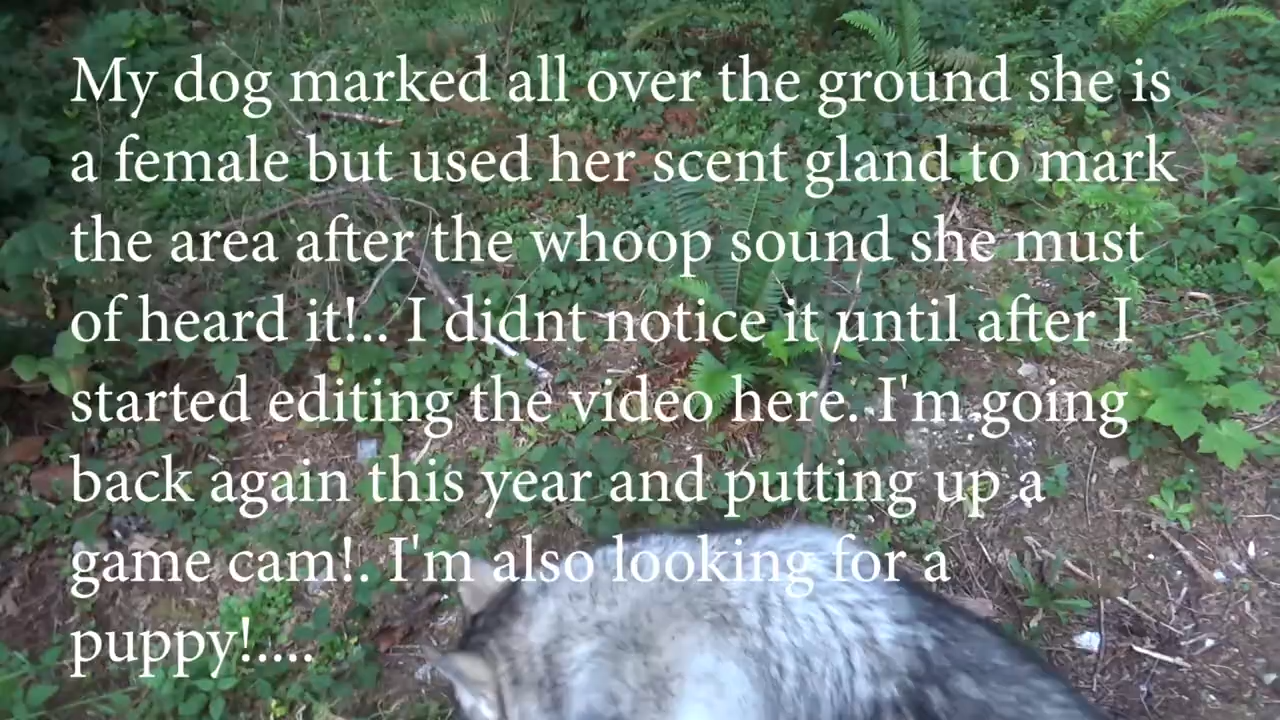 My dog marked all over the ground she is
a female but used her scent gland to mark
the area after the whoop sound she must
of heard it!.. I didnt notice it until after I
started editing the video here. I'm going
back again this year and putting up a
game cam!. I'm also looking for a
puppy!....